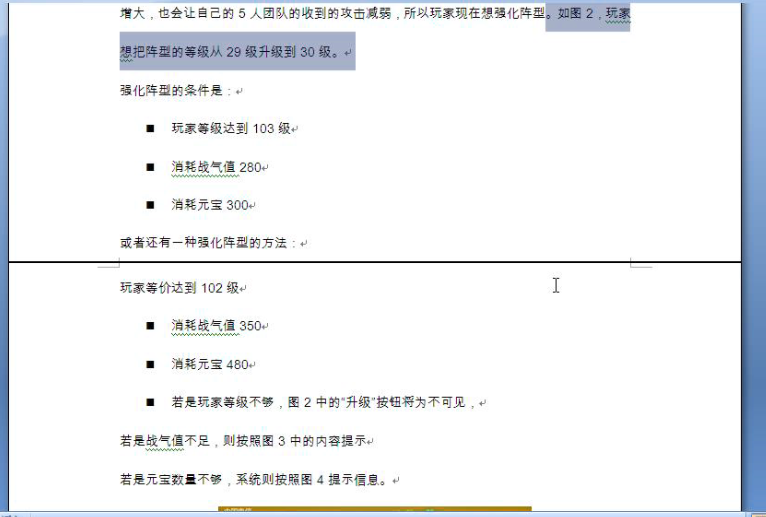 增大，也会让自己的 5 人团队的收到的攻击减弱，所以玩家现在想强化阵型。如图 2，玩家
想把阵型的等级从 29 级升级到 30 级。
强化阵型的条件是：
■ 玩家等级达到 103 级
■ 消耗战气值 280
■ 消耗元宝 300
或者还有一种强化阵型的方法：
玩家等价达到 102 级
■ 消耗战气值 350
■ 消耗元宝 480
■ 若是玩家等级不够，图 2 中的“升级”按钮将为不可见，
若是战气值不足，则按照图 3 中的内容提示
若是元宝数量不够，系统则按照图 4 提示信息。